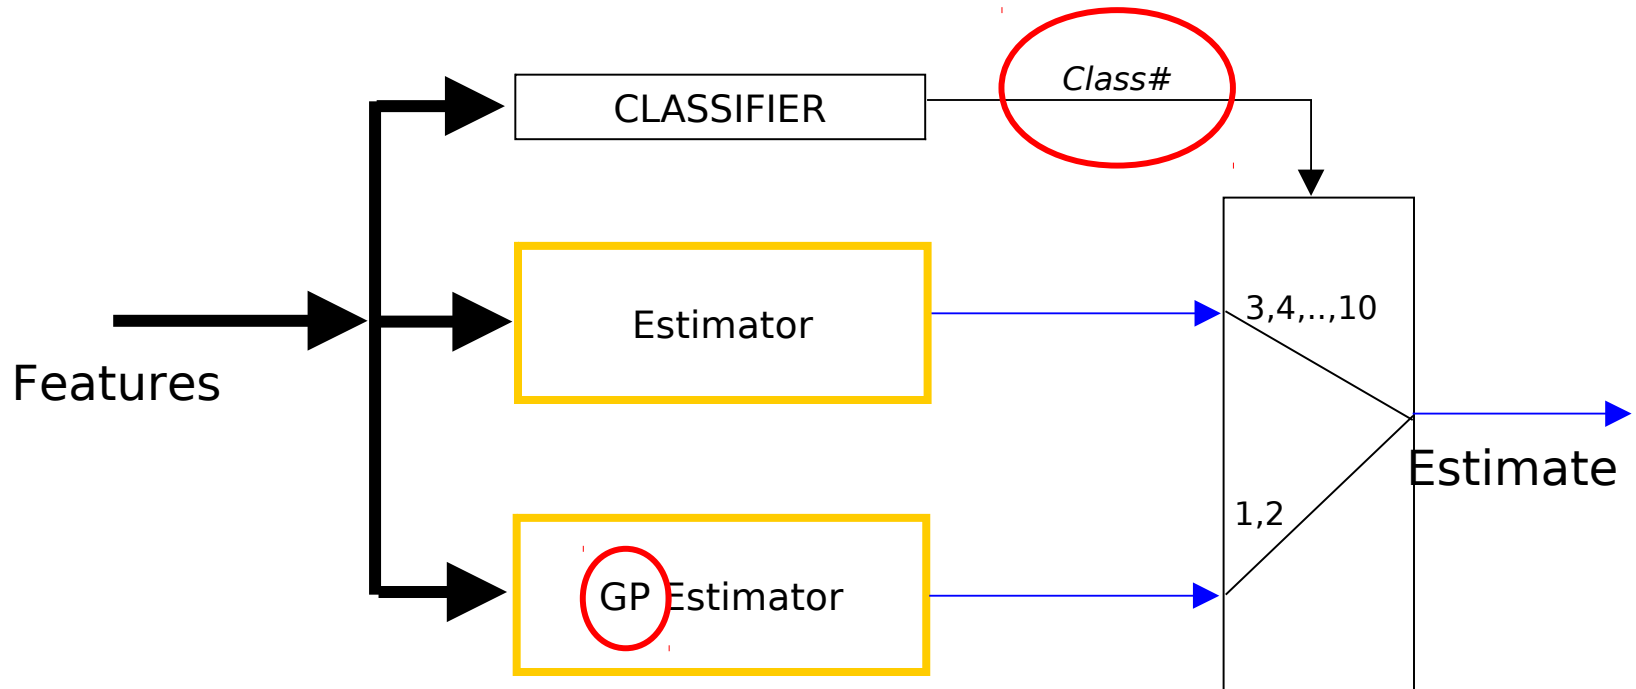 Class#
CLASSIFIER
3,4,..,10
Estimator
Features
Estimate
1,2
GP Estimator